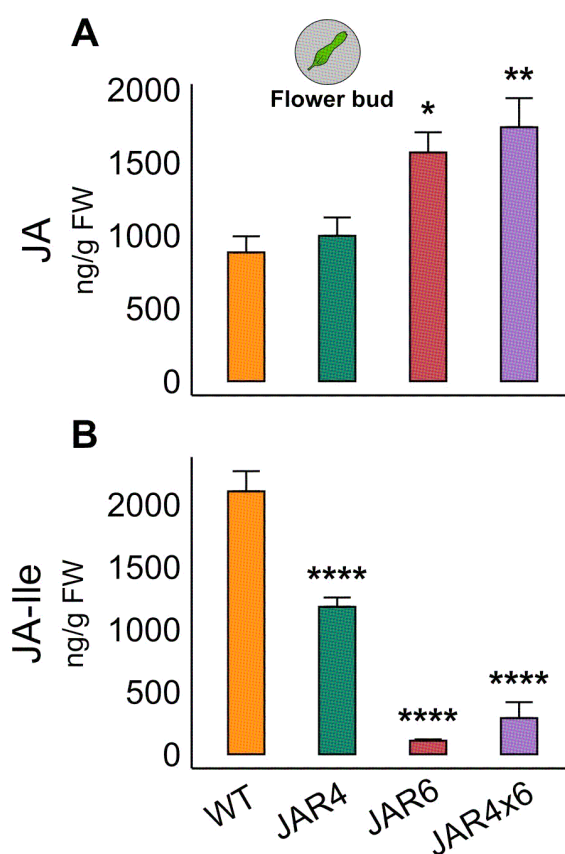 A
Flower bud
JA
ng/g FW
2000
1500
1000
500
0
*
**
B
JA-Ile
ng/g FW
2000
1500
1000
500
0
****
****
****
WT
JAR4
JAR6
JAR4x6